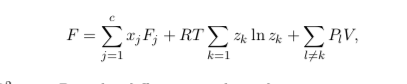 F = \sum_{j=1}^{c} x_j F_j + RT \sum_{k=1} z_k \ln z_k + \sum_{l \neq k} P_l V,